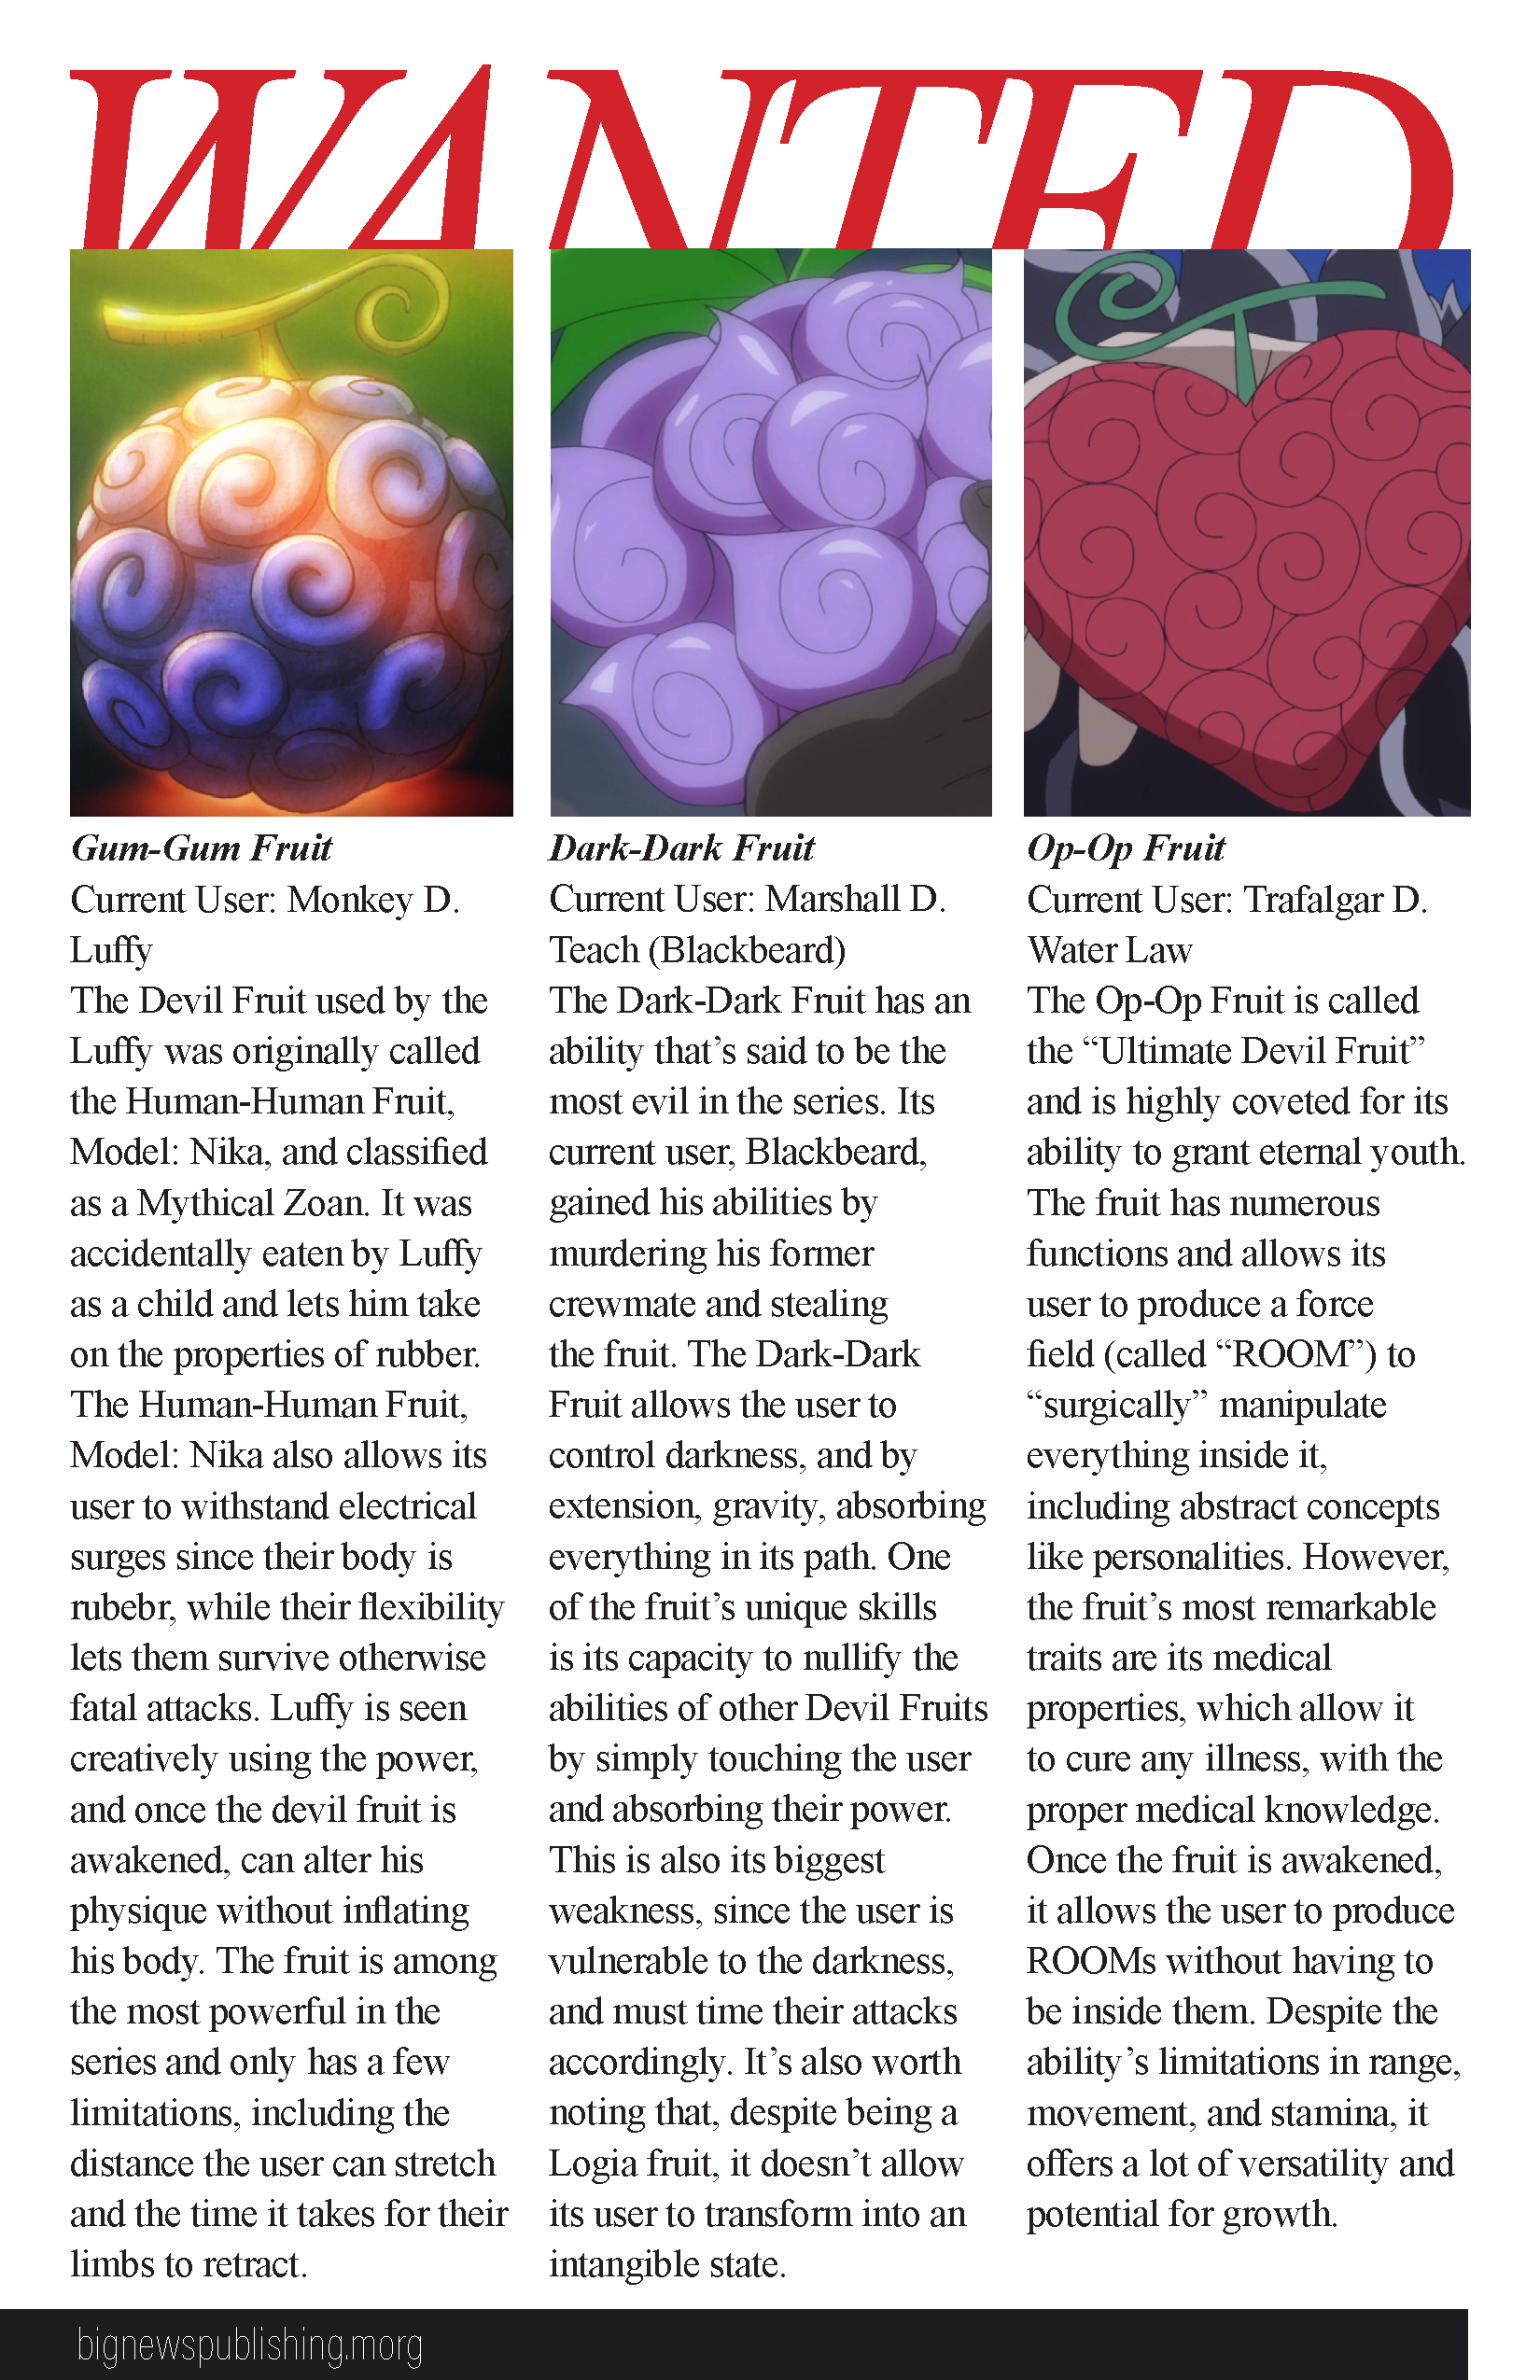 WANTED
Gum-Gum Fruit
Current User: Monkey D.
Luffy
The Devil Fruit used by the
Luffy was originally called
the Human-Human Fruit,
Model: Nika, and classified
as a Mythical Zoan. It was
accidentally eaten by Luffy
as a child and lets him take
on the properties of rubber.
The Human-Human Fruit,
Model: Nika also allows its
user to withstand electrical
surges since their body is
rubebr, while their flexibility
lets them survive otherwise
fatal attacks. Luffy is seen
creatively using the power,
and once the devil fruit is
awakened, can alter his
physique without inflating
his body. The fruit is among
the most powerful in the
series and only has a few
limitations, including the
distance the user can stretch
and the time it takes for their
limbs to retract.
Dark-Dark Fruit
Current User: Marshall D.
Teach (Blackbeard)
The Dark-Dark Fruit has an
ability that’s said to be the
most evil in the series. Its
current user, Blackbeard,
gained his abilities by
murdering his former
crewmate and stealing
the fruit. The Dark-Dark
Fruit allows the user to
control darkness, and by
extension, gravity, absorbing
everything in its path. One
of the fruit’s unique skills
is its capacity to nullify the
abilities of other Devil Fruits
by simply touching the user
and absorbing their power.
This is also its biggest
weakness, since the user is
vulnerable to the darkness,
and must time their attacks
accordingly. It’s also worth
noting that, despite being a
Logia fruit, it doesn’t allow
its user to transform into an
intangible state.
Op-Op Fruit
Current User: Trafalgar D.
Water Law
The Op-Op Fruit is called
the “Ultimate Devil Fruit”
and is highly coveted for its
ability to grant eternal youth.
The fruit has numerous
functions and allows its
user to produce a force
field (called “ROOM”) to
“surgically” manipulate
everything inside it,
including abstract concepts
like personalities. However,
the fruit’s most remarkable
traits are its medical
properties, which allow it
to cure any illness, with the
proper medical knowledge.
Once the fruit is awakened,
it allows the user to produce
ROOMs without having to
be inside them. Despite the
ability’s limitations in range,
movement, and stamina, it
offers a lot of versatility and
potential for growth.
bignewspublishing.morg